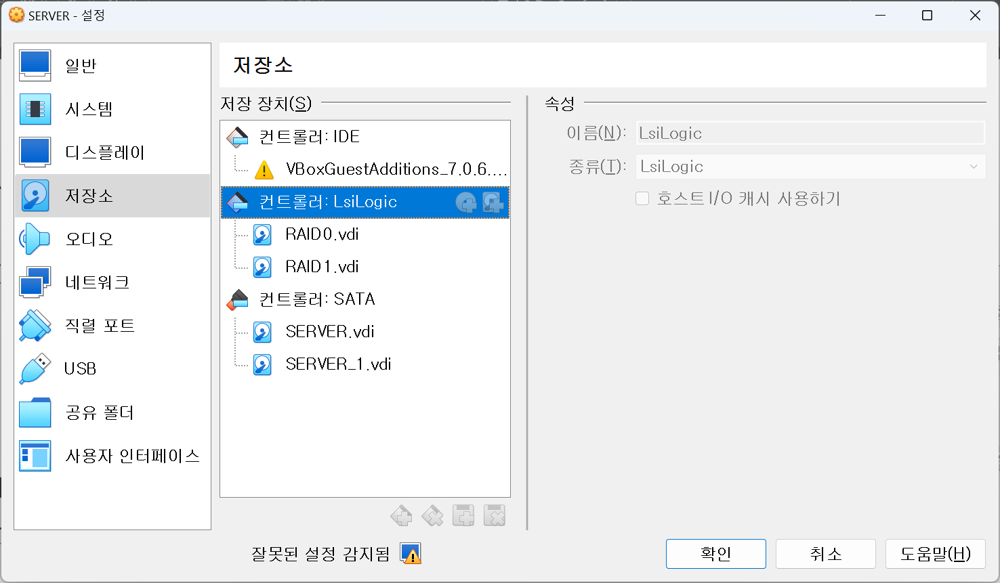 SERVER - 설정
일반
시스템
디스플레이
저장소
오디오
네트워크
직렬 포트
USB
공유 폴더
사용자 인터페이스
저장소
저장 장치(S)
컨트롤러: IDE
VBoxGuestAdditions_7.0.6....
컨트롤러: LsiLogic
RAID0.vdi
RAID1.vdi
컨트롤러: SATA
SERVER.vdi
SERVER_1.vdi
속성
이름(N): LsiLogic
종류(T): LsiLogic
호스트 I/O 캐시 사용하기
잘못된 설정 감지됨
확인
취소
도움말(H)